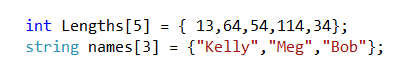 int Lengths[5] = { 13,64,54,114,34};
string names[3] = {"Kelly","Meg","Bob"};